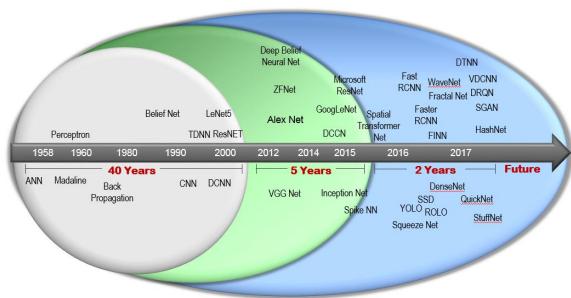 Deep Belief
Neural Net
ZFNet
Alex Net
Microsoft
ResNet
GoogLeNet
DCCN
Spatial
Transformer
Net
Fast
RCNN
Faster
RCNN
FINN
DTNN
WaveNet
VDCNN
Fractal Net
DRQN
SGAN
HashNet
Belief Net
LeNet5
Perceptron
TDNN
ResNET
1958
1960
1980
1990
2000
2012
2014
2015
2016
2017
40 Years
5 Years
2 Years
Future
ANN
Madaline
Back
Propagation
CNN
DCNN
VGG Net
Inception Net
Spike NN
DenseNet
SSD
YOLO
ROLO
Squeeze Net
QuickNet
StuffNet